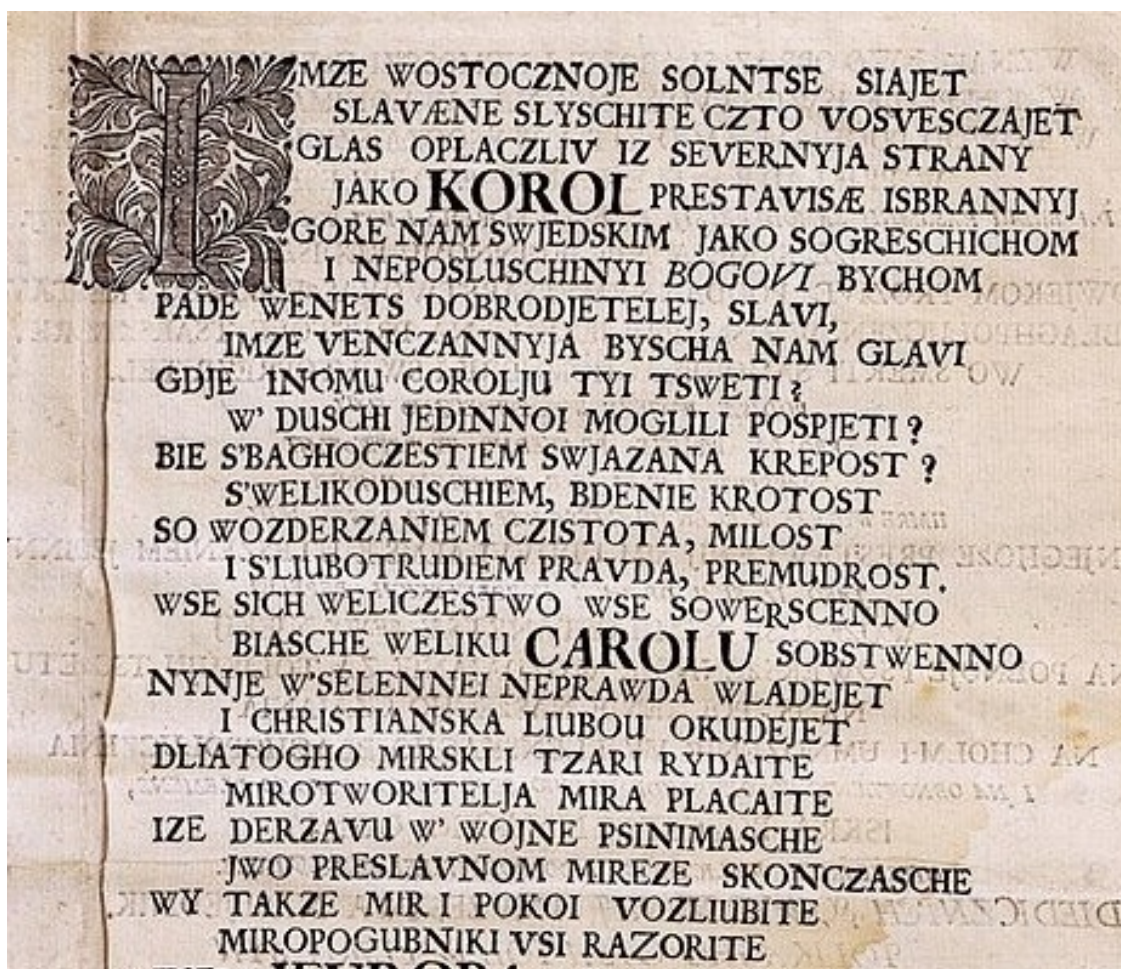 IMZE WOSTOCZNOJE SOLNTSE SIAJET
SLAVÆNE SLYSCHITE CZTO VOSVESCZAJET
GLAS OPLACZLIV IZ SEVERNYJA STRANY
JAKO KOROL PRESTAVISÆ ISBRANNYJ
GORE NAM SWJEDSKIM JAKO SOGRESCHICHOM
I NEPOSLUSCHINYI BOGOVI BYCHOM
PADE WENETS DOBRODJETELEJ, SLAVI,
IMZE VENCZANNYJA BYSCHA NAM GLAVI
GDJE INOMU COROLJU TYI TSWETI?
W' DUSCHI JEDINNOI MOGLILI POSPJETI?
BIE S'BAGHOCZESTIEM SWJAZANA KREPOST?
S'WELIKODUSCHIEM, BDENIE KROTOST
SO WOZDERZANIEM CZISTOTA, MILOST
I S'LIUBOTRUDIEM PRAVDA, PREMUDROST.
WSE SICH WELICZESTWO WSE SOWERSCENNO
BIASCHE WELIKU CAROLU SOBSTWENNO
NYNJE W'SELENNEI NEPRAWDA WLADEJET
I CHRISTIANSKA LIUBOU OKUDEJET
DLIATOGHO MIRSKLI TZARI RYDAITE
MIROTWORITELJA MIRA PLACAITE
IZE DERZAVU W' WOJNE PSINIMASCHE
JWO PRESLAVNOM MIREZE SKONCZASCHE
WY TAKZE MIR I POKOI VOZLIUBITE
MIROPOGUBNIKI VSI RAZORITE